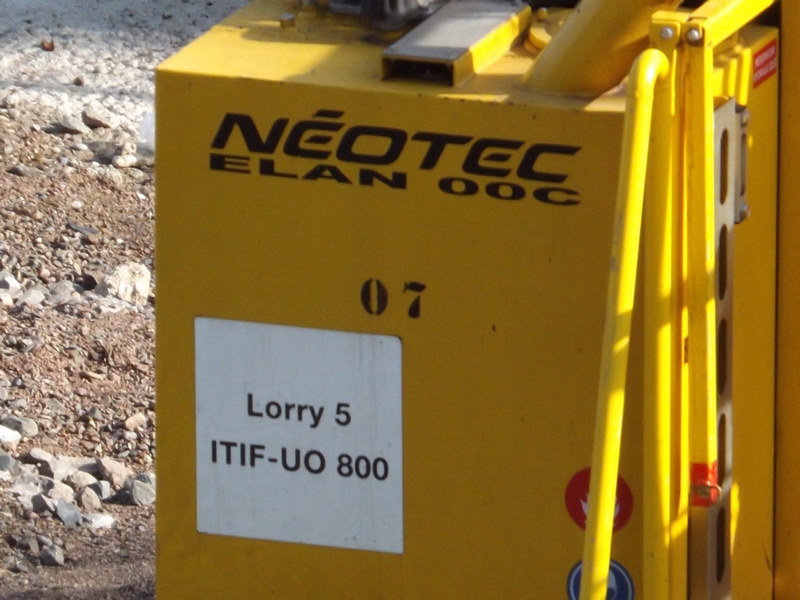 NÉOTEC
ELAN 00C
07
Lorry 5
ITIF-UO 800